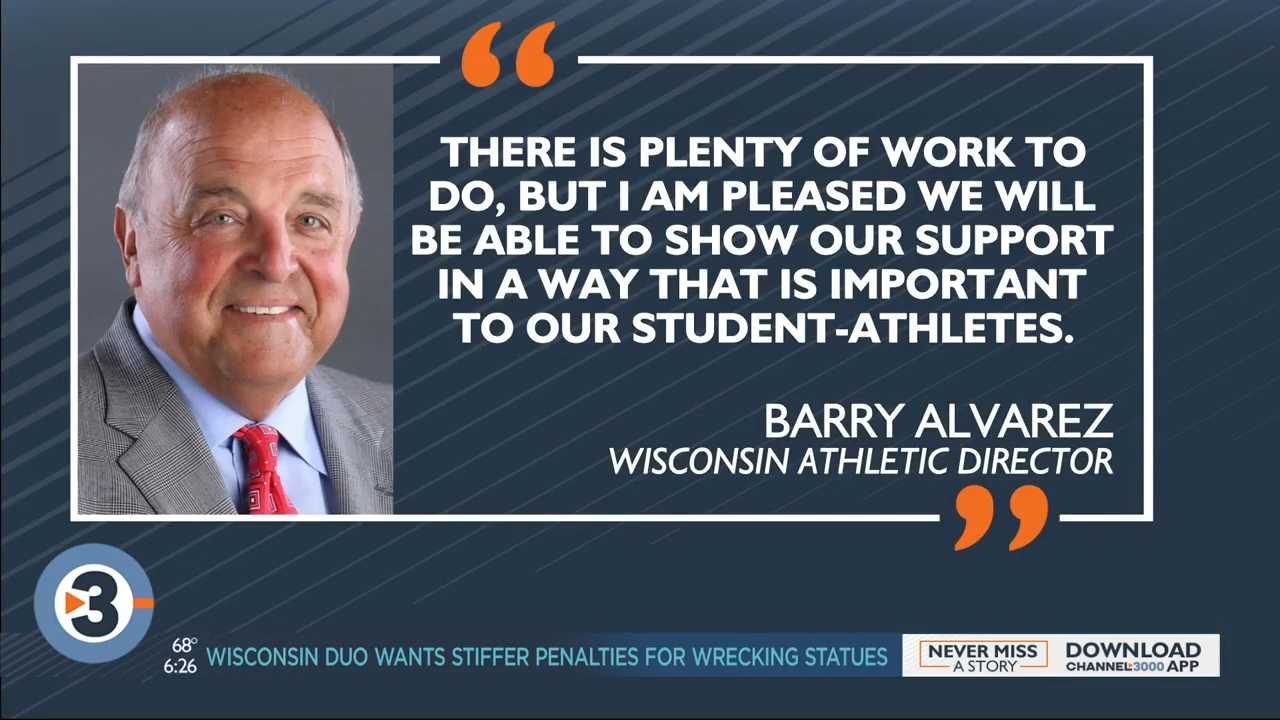 “
THERE IS PLENTY OF WORK TO
DO, BUT I AM PLEASED WE WILL
BE ABLE TO SHOW OUR SUPPORT
IN A WAY THAT IS IMPORTANT
TO OUR STUDENT-ATHLETES.
BARRY ALVAREZ
WISCONSIN ATHLETIC DIRECTOR
”
3
68°
6:26
WISCONSIN DUO WANTS STIFFER PENALTIES FOR WRECKING STATUES
NEVER MISS
A STORY
DOWNLOAD
CHANNEL3000 APP